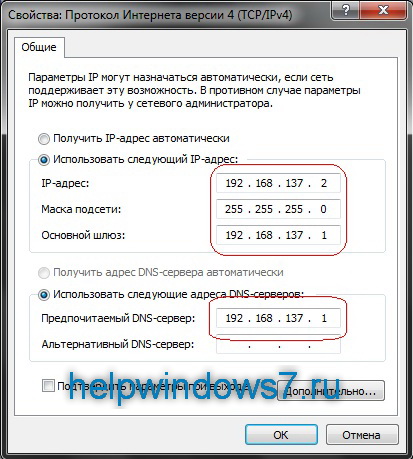 Свойства: Протокол Интернета версии 4 (TCP/IPv4)
Общие
Параметры IP могут назначаться автоматически, если сеть
поддерживает эту возможность. В противном случае параметры
IP можно получить у сетевого администратора.
Получить IP-адрес автоматически
Использовать следующий IP-адрес:
IP-адрес: 192 . 168 . 137 . 2
Маска подсети: 255 . 255 . 255 . 0
Основной шлюз: 192 . 168 . 137 . 1
Получить адрес DNS-сервера автоматически
Использовать следующие адреса DNS-серверов:
Предпочитаемый DNS-сервер: 192 . 168 . 137 . 1
Альтернативный DNS-сервер: . . .
Подтвердить параметры при выходе
helpwindows7.ru
Дополнительно...
OK
Отмена